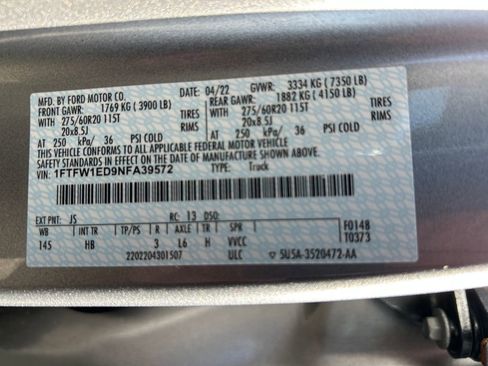 MFD. BY FORD MOTOR CO. DATE: 04/22 GVWR: 3334 KG (7350 LB)
FRONT GAWR: 1769 KG (3900 LB) REAR GAWR: 1882 KG (4150 LB)
WITH 275/60R20 115T TIRES WITH 275/60R20 115T TIRES
20x8.5J RIMS 20x8.5J RIMS
AT 250 kPa/ 36 PSI COLD AT 250 kPa/ 36 PSI COLD
THIS VEHICLE CONFORMS TO ALL APPLICABLE FEDERAL MOTOR VEHICLE
SAFETY STANDARDS IN EFFECT ON THE DATE OF MANUFACTURE SHOWN ABOVE.
VIN: 1FTFW1ED9NFA39572 TYPE: Truck
EXT PNT: JS RC: 13 DSO:
WB INT TR TP/PS R AXLE TR SPR F0148
145 HB 3 L6 H VVCC T0373
2202204301507 ULC ▽ 5U5A-3520472-AA